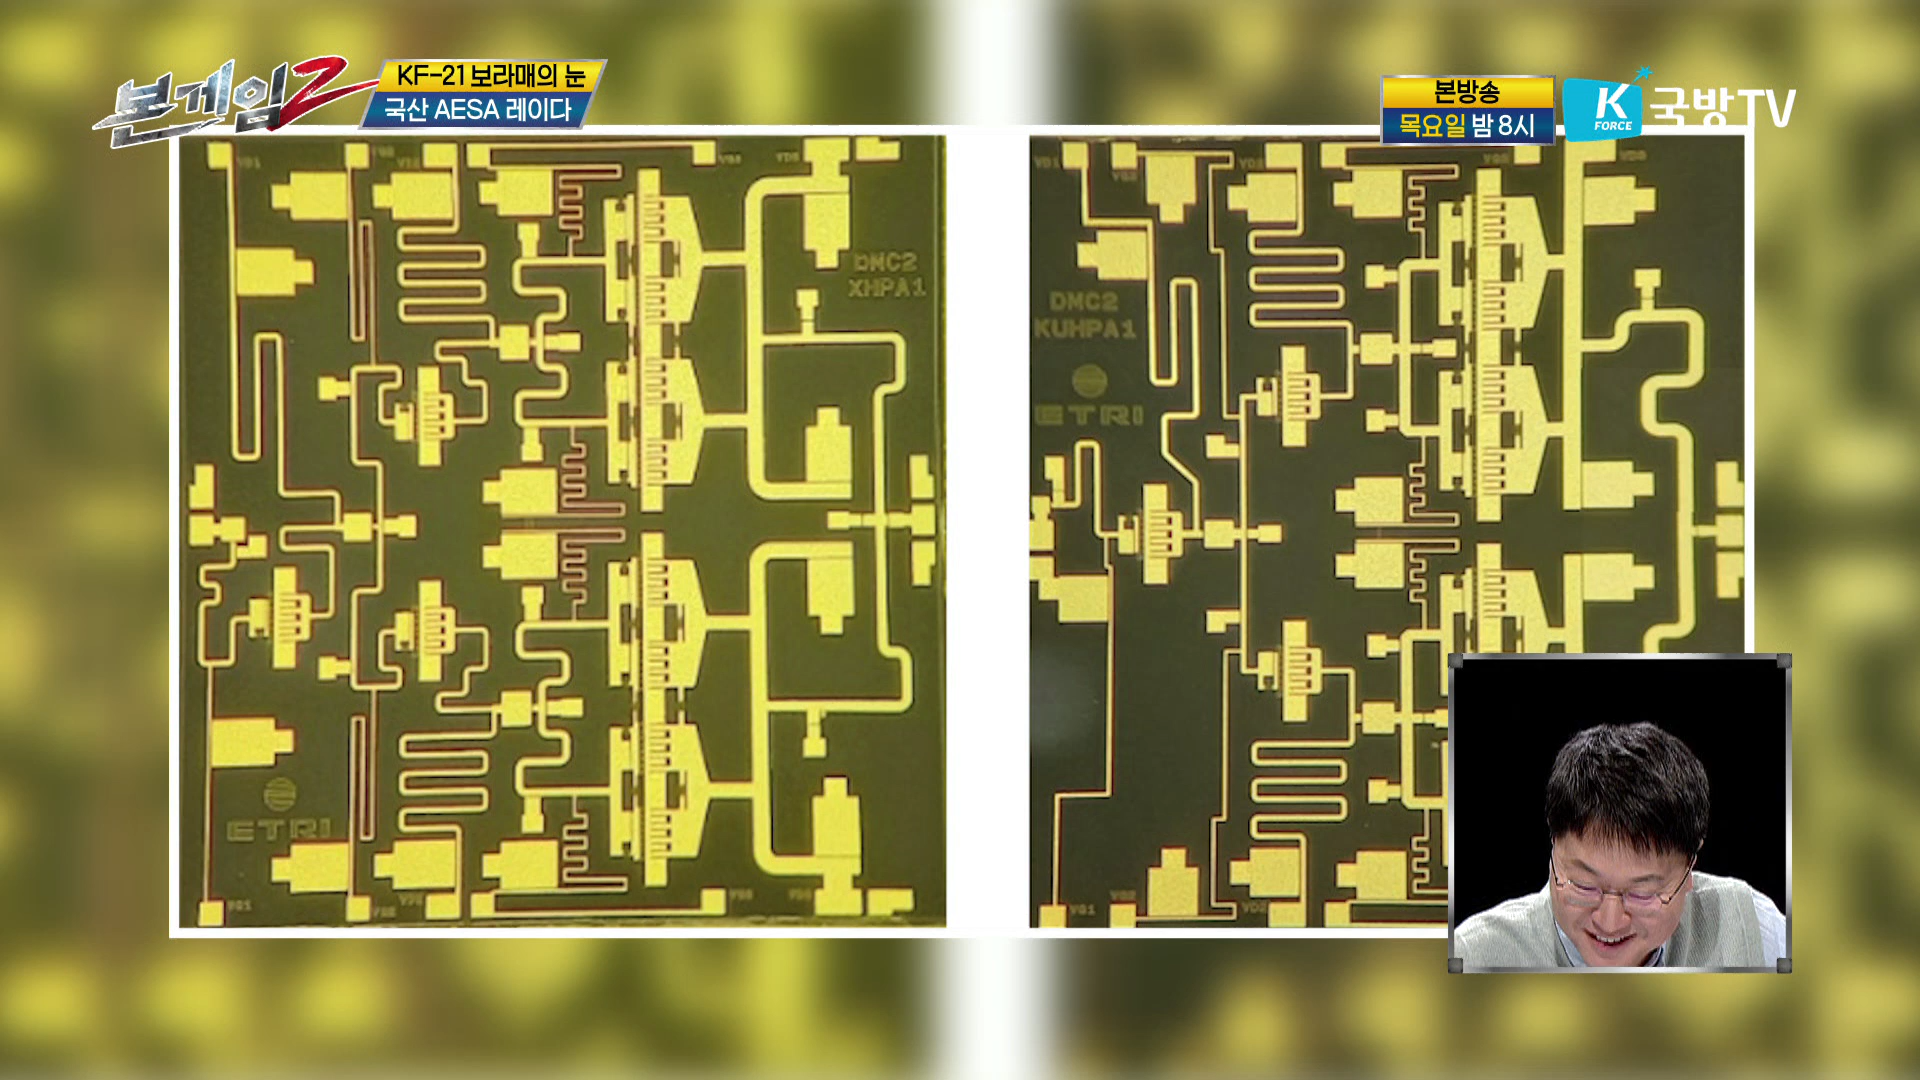 본게임2
KF-21 보라매의 눈
국산 AESA 레이다
본방송
목요일 밤 8시
K
FORCE
국방TV
DMC2
XHPA1
ETRI
DMC2
KUHPA1
ETRI